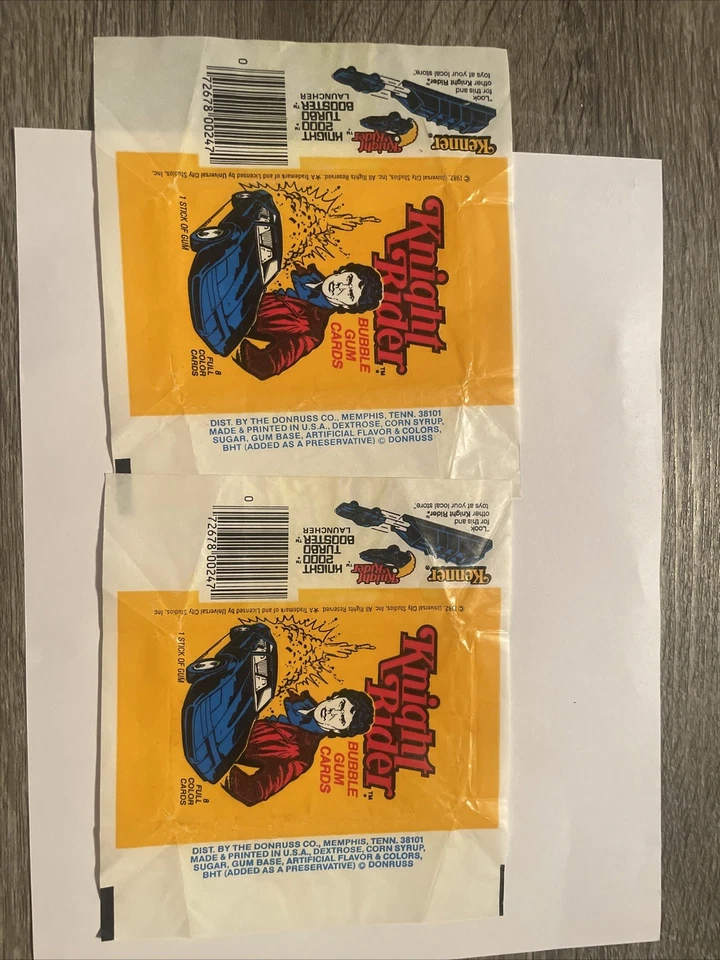 Kenner®
"Look
for this and
other Knight Rider™
toys at your local store."
Knight
Rider™
KNIGHT
2000™
TURBO
BOOSTER™
LAUNCHER
0
72678-00247
©1982, Universal City Studios, Inc. All Rights Reserved. ★A Trademark of and Licensed by Universal City Studios, Inc.
Knight
Rider™
BUBBLE
GUM
CARDS
1 STICK OF GUM
8
FULL
COLOR
CARDS
DIST. BY THE DONRUSS CO., MEMPHIS, TENN. 38101
MADE & PRINTED IN U.S.A., DEXTROSE, CORN SYRUP,
SUGAR, GUM BASE, ARTIFICIAL FLAVOR & COLORS,
BHT (ADDED AS A PRESERVATIVE) © DONRUSS
Kenner®
"Look
for this and
other Knight Rider™
toys at your local store."
Knight
Rider™
KNIGHT
2000™
TURBO
BOOSTER™
LAUNCHER
0
72678-00247
©1982, Universal City Studios, Inc. All Rights Reserved. ★A Trademark of and Licensed by Universal City Studios, Inc.
Knight
Rider™
BUBBLE
GUM
CARDS
1 STICK OF GUM
8
FULL
COLOR
CARDS
DIST. BY THE DONRUSS CO., MEMPHIS, TENN. 38101
MADE & PRINTED IN U.S.A., DEXTROSE, CORN SYRUP,
SUGAR, GUM BASE, ARTIFICIAL FLAVOR & COLORS,
BHT (ADDED AS A PRESERVATIVE) © DONRUSS